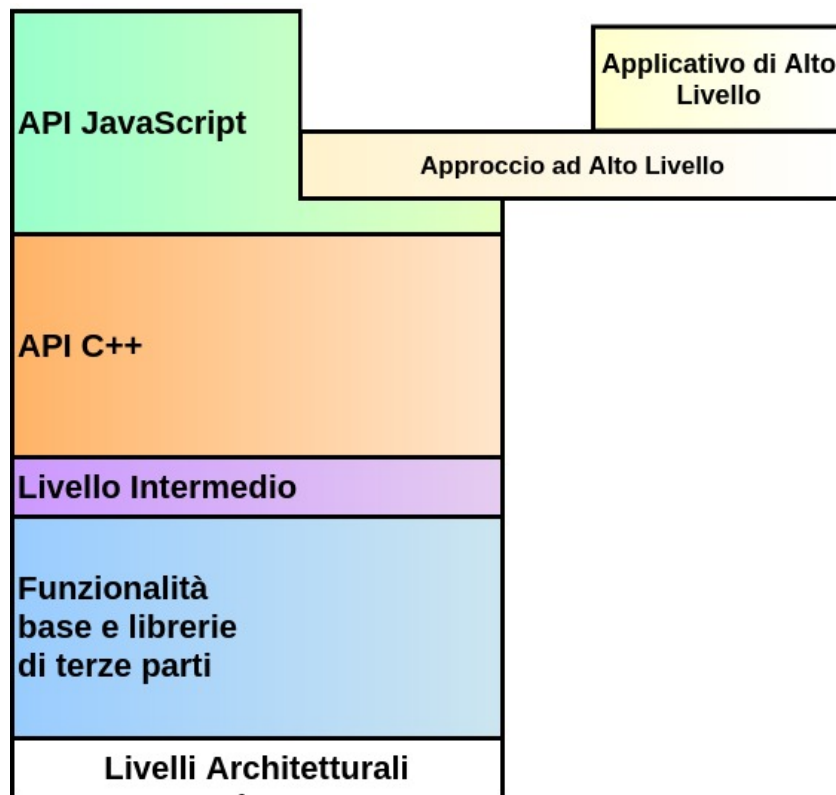 Applicativo di Alto
Livello
API JavaScript
Approccio ad Alto Livello
API C++
Livello Intermedio
Funzionalità
base e librerie
di terze parti
Livelli Architetturali